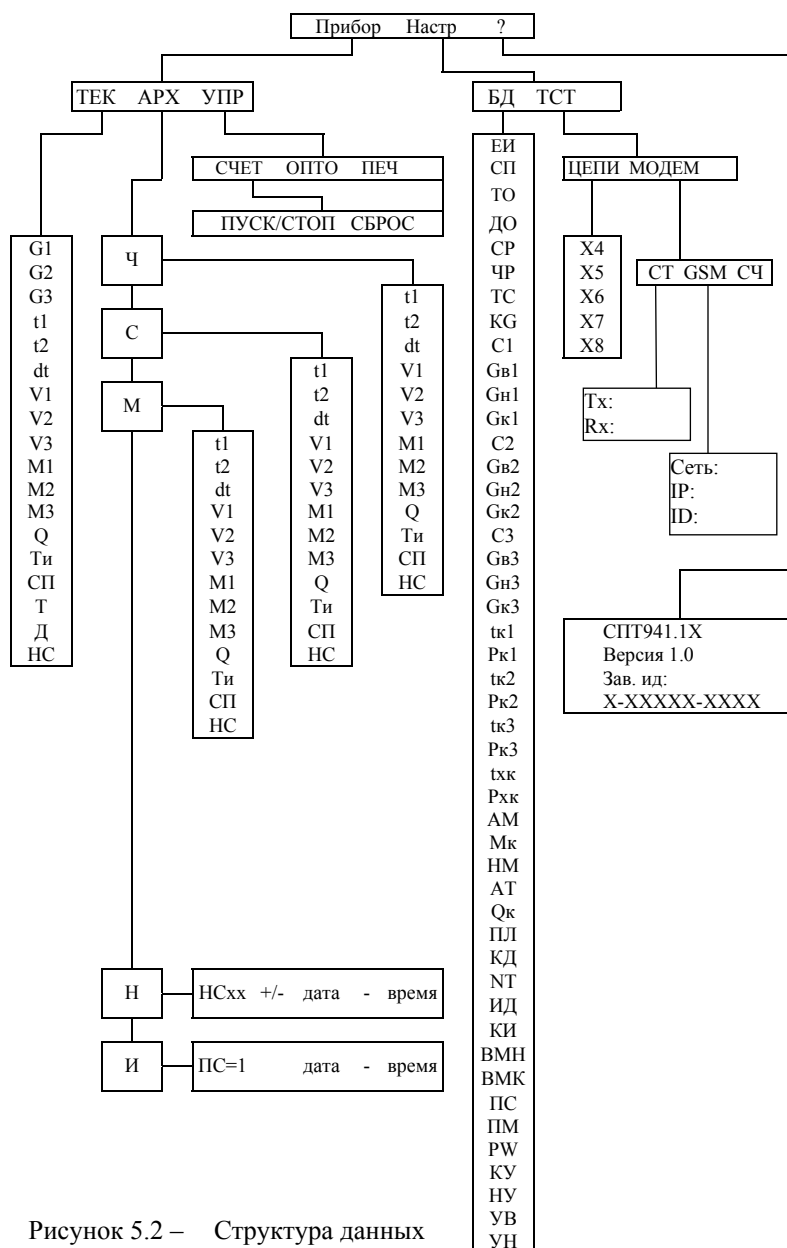 Прибор Настр ?
ТЕК АРХ УПР
БД ТСТ
СЧЕТ ОПТО ПЕЧ
ПУСК/СТОП СБРОС
G1
G2
G3
t1
t2
dt
V1
V2
V3
M1
M2
M3
Q
Ти
СП
Т
Д
НС
Ч
С
М
t1
t2
dt
V1
V2
V3
M1
M2
M3
Q
Ти
СП
НС
t1
t2
dt
V1
V2
V3
M1
M2
M3
Q
Ти
СП
НС
t1
t2
dt
V1
V2
V3
M1
M2
M3
Q
Ти
СП
НС
Н
НСxx +/- дата - время
И
ПС=1 дата - время
ЕИ
СП
ТО
ДО
СР
ЧР
ТС
KG
С1
Gв1
Gн1
Gк1
С2
Gв2
Gн2
Gк2
С3
Gв3
Gн3
Gк3
tк1
Рк1
tк2
Рк2
tк3
Рк3
tхк
Рхк
АМ
Мк
НМ
АТ
Qк
ПЛ
КД
NT
ИД
КИ
ВМН
ВМК
ПС
ПМ
PW
КУ
НУ
УВ
УН
ЦЕПИ МОДЕМ
X4
X5
X6
X7
X8
СТ GSM СЧ
Tx:
Rx:
Сеть:
IP:
ID:
СПТ941.1X
Версия 1.0
Зав. ид:
X-XXXXX-XXXX
Рисунок 5.2 – Структура данных